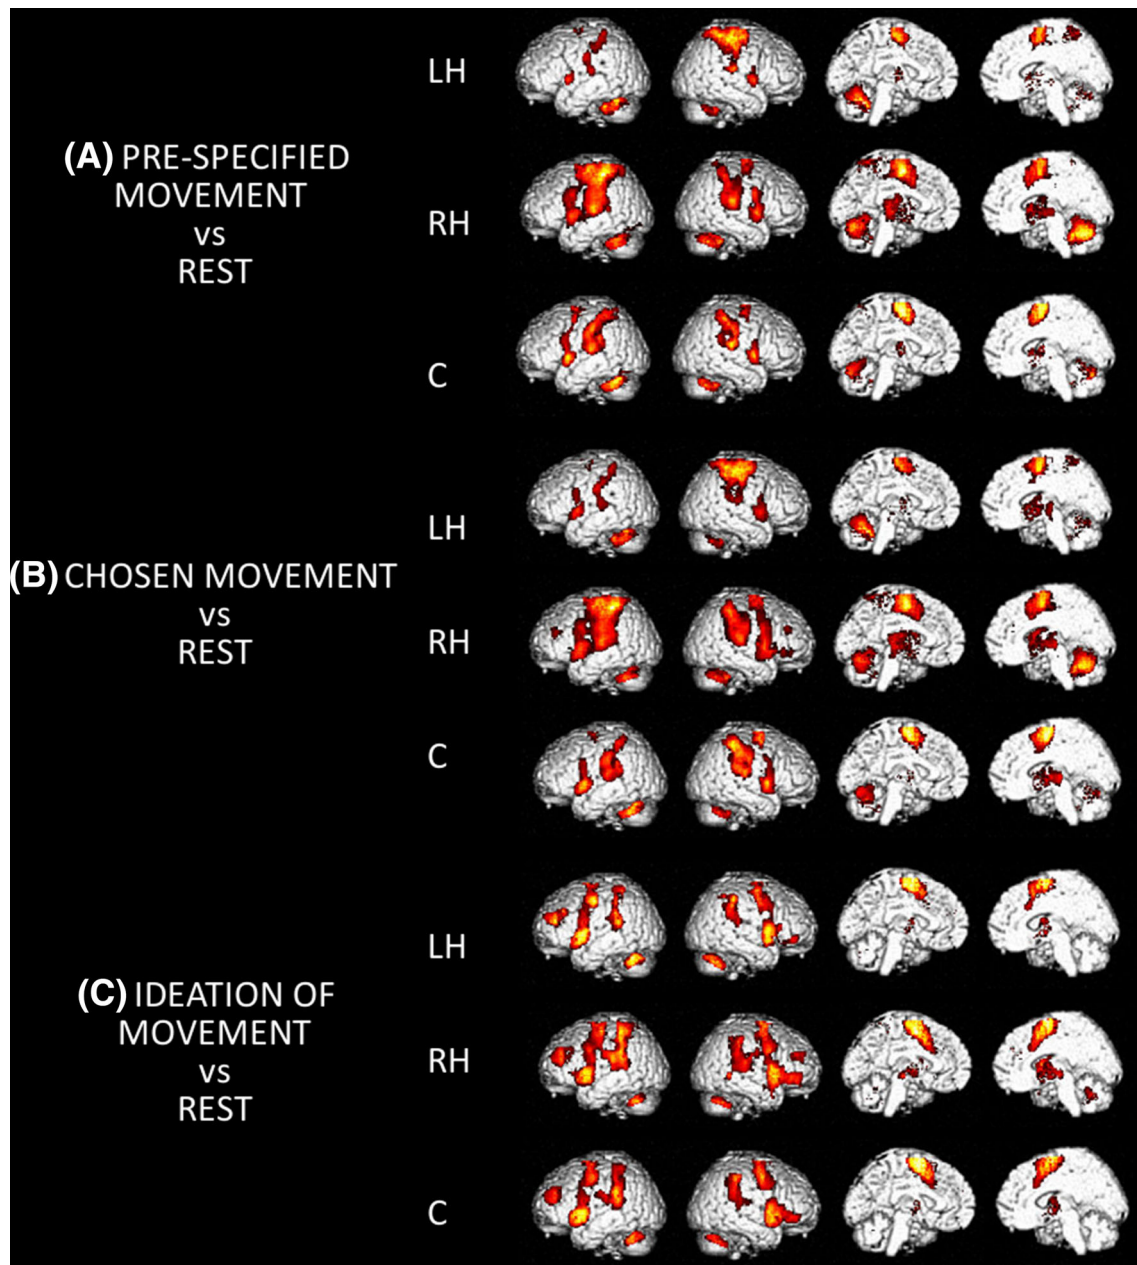 LH
(A) PRE-SPECIFIED
MOVEMENT
vs
REST
RH
C
LH
(B) CHOSEN MOVEMENT
vs
REST
RH
C
LH
(C) IDEATION OF
MOVEMENT
vs
REST
RH
C